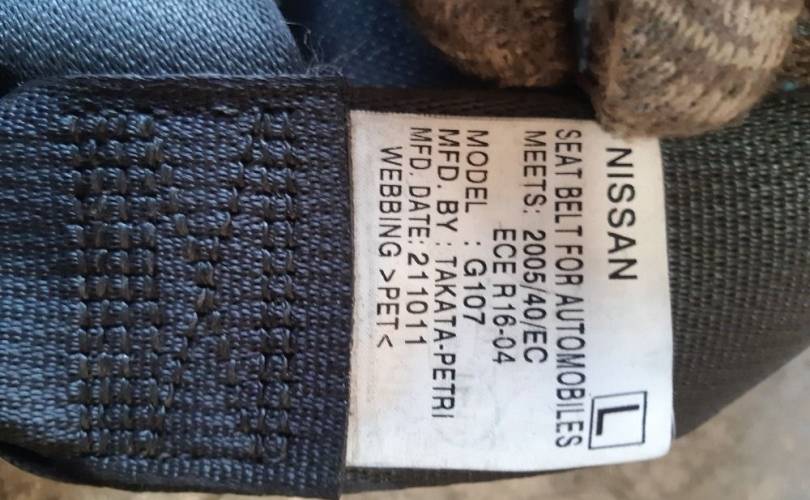 NISSAN
L
SEAT BELT FOR AUTOMOBILES
MEETS: 2005/40/EC
ECE R16-04
MODEL : G107
MFD. BY : TAKATA-PETRI
MFD. DATE: 211011
WEBBING >PET<